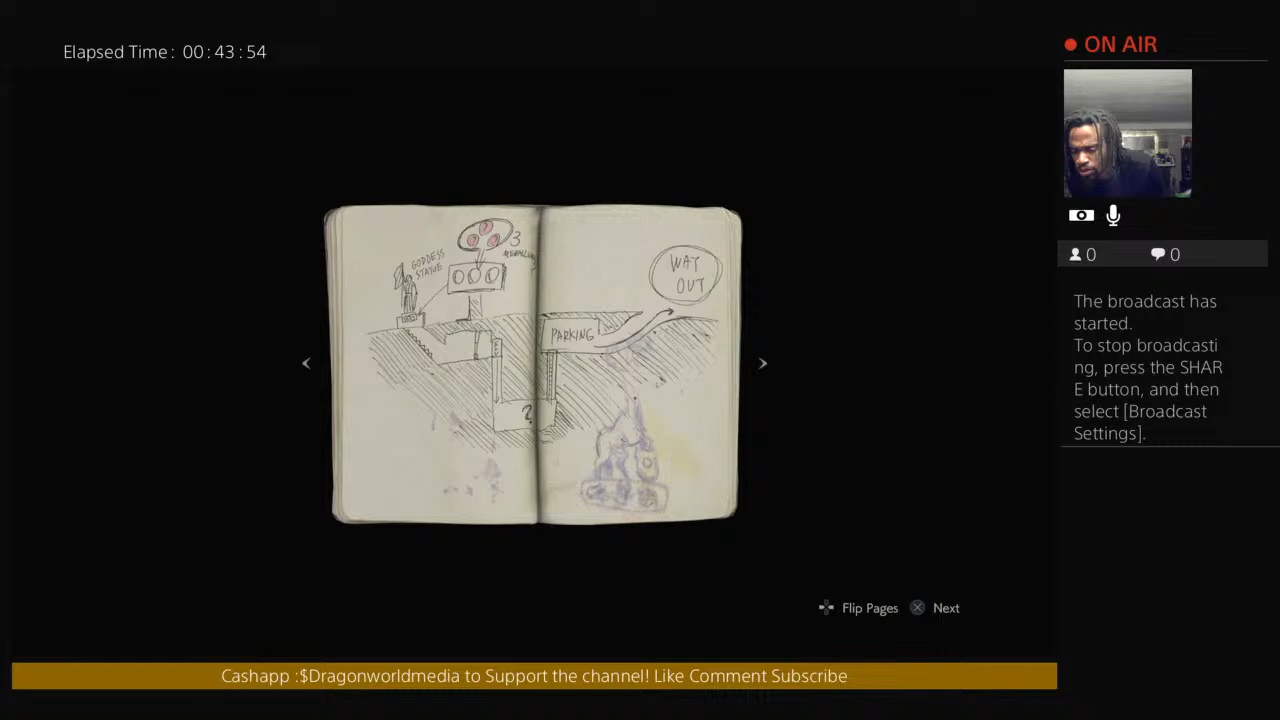 Elapsed Time: 00:43:54
ON AIR
0
0
The broadcast has
started.
To stop broadcasti
ng, press the SHAR
E button, and then
select [Broadcast
Settings].
GODDESS
STATUE
3
WAY
OUT
PARKING
?
Flip Pages
Next
Cashapp :$Dragonworldmedia to Support the channel! Like Comment Subscribe